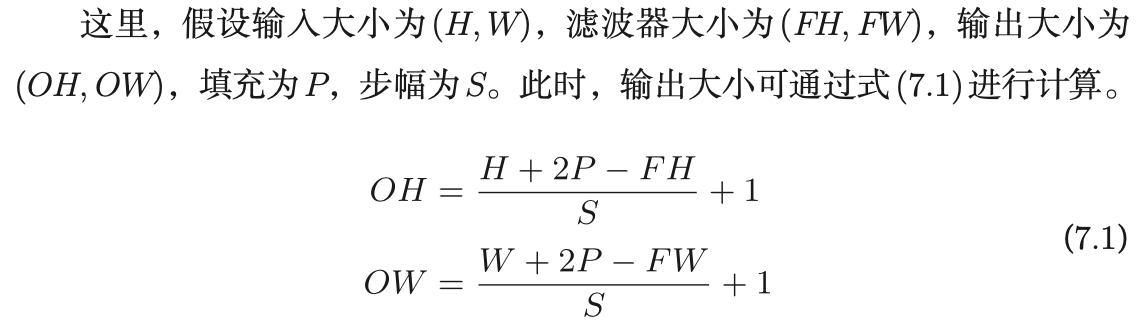 这里，假设输入大小为(H, W)，滤波器大小为(FH, FW)，输出大小为
(OH, OW)，填充为P，步幅为S。此时，输出大小可通过式(7.1)进行计算。
OH = \frac{H + 2P − FH}{S} + 1
OW = \frac{W + 2P − FW}{S} + 1
(7.1)